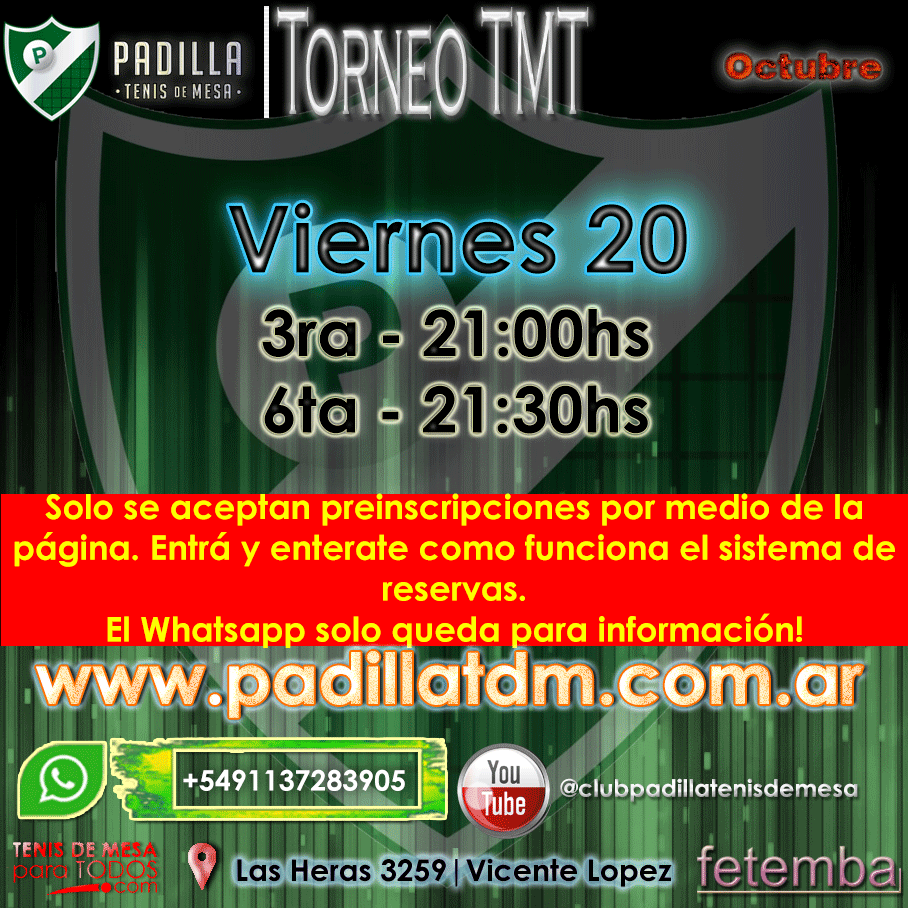 P
PADILLA
· TENIS DE MESA ·
TORNEO TMT
Octubre
Viernes 20
3ra - 21:00hs
6ta - 21:30hs
Solo se aceptan preinscripciones por medio de la
página. Entrá y enterate como funciona el sistema de
reservas.
El Whatsapp solo queda para información!
www.padillatdm.com.ar
+5491137283905
You
Tube
@clubpadillatenisdemesa
TENIS DE MESA
para TODOS
.com
Las Heras 3259|Vicente Lopez
fetemba